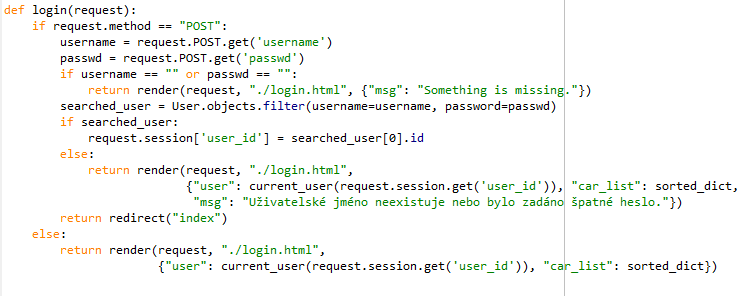 def login(request):
    if request.method == "POST":
        username = request.POST.get('username')
        passwd = request.POST.get('passwd')
        if username == "" or passwd == "":
            return render(request, "./login.html", {"msg": "Something is missing."})
        searched_user = User.objects.filter(username=username, password=passwd)
        if searched_user:
            request.session['user_id'] = searched_user[0].id
        else:
            return render(request, "./login.html",
                          {"user": current_user(request.session.get('user_id')), "car_list": sorted_dict,
                           "msg": "Uživatelské jméno neexistuje nebo bylo zadáno špatné heslo."})
        return redirect("index")
    else:
        return render(request, "./login.html",
                      {"user": current_user(request.session.get('user_id')), "car_list": sorted_dict})